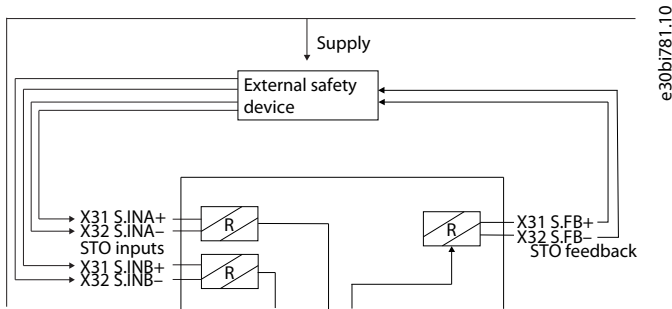 Supply
External safety
device
X31 S.INA+
X32 S.INA–
STO inputs
X31 S.INB+
X32 S.INB–
R
R
R
X31 S.FB+
X32 S.FB–
STO feedback
e30bi781.10